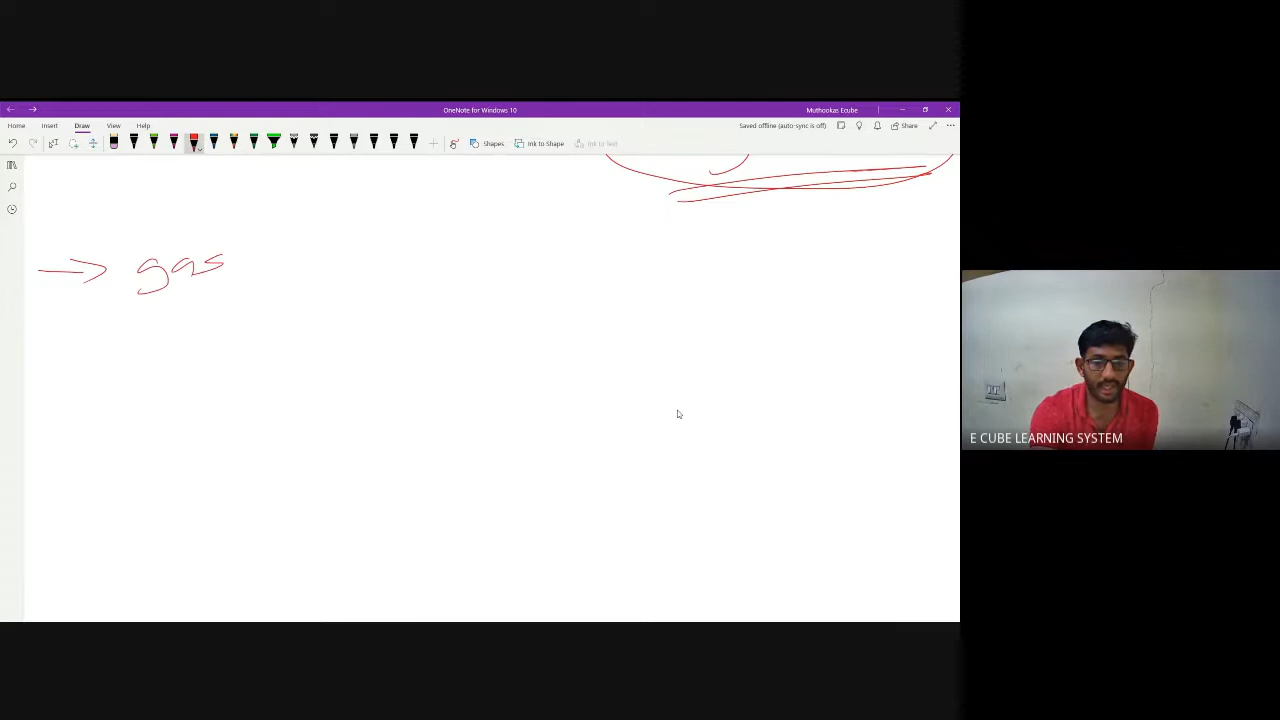 OneNote for Windows 10
Muthookas Ecube
Home Insert Draw View Help
Saved offline (auto-sync is off)
Share
Shapes
Ink to Shape
Ink to Text
→ gas
E CUBE LEARNING SYSTEM